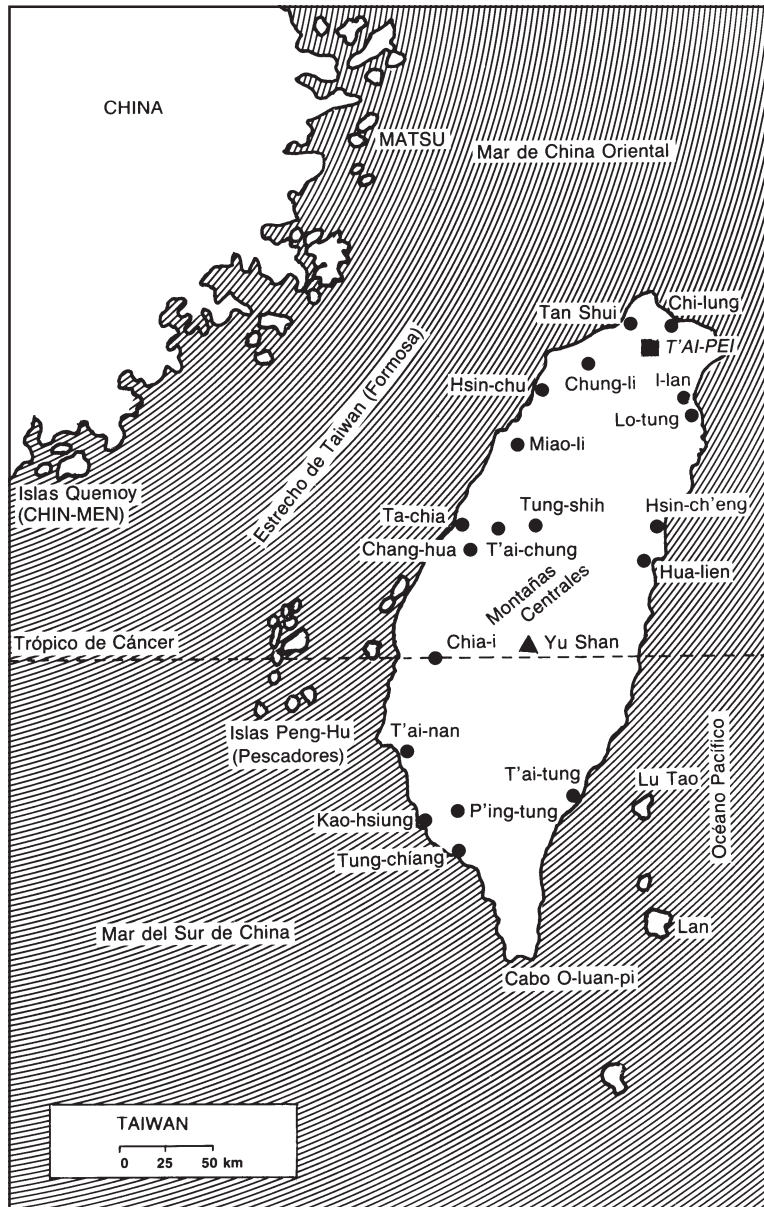 CHINA
MATSU
Mar de China Oriental
Tan Shui
Chi-lung
T'AI-PEI
Chung-li
I-lan
Hsin-chu
Lo-tung
Estrecho de Taiwan (Formosa)
Miao-li
Islas Quemoy
(CHIN-MEN)
Ta-chia
Tung-shih
Hsin-ch'eng
Chang-hua
T'ai-chung
Hua-lien
Montañas
Centrales
Trópico de Cáncer
Chia-i
Yu Shan
Islas Peng-Hu
(Pescadores)
T'ai-nan
Océano Pacífico
T'ai-tung
Lu Tao
Kao-hsiung
P'ing-tung
Tung-chíang
Mar del Sur de China
Lan
Cabo O-luan-pi
TAIWAN
0 25 50 km